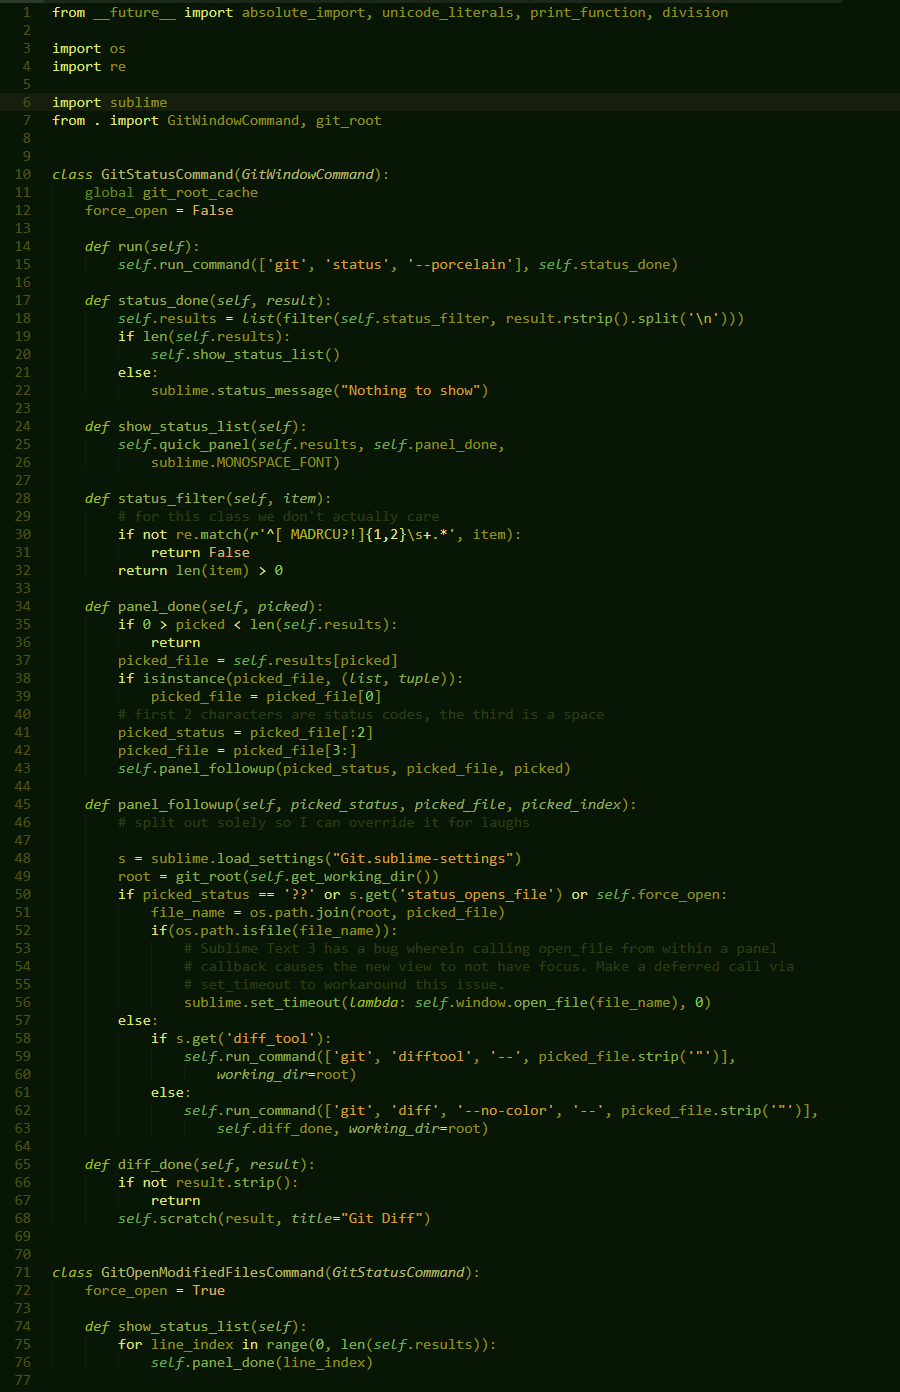 1 from __future__ import absolute_import, unicode_literals, print_function, division
2
3 import os
4 import re
5
6 import sublime
7 from . import GitWindowCommand, git_root
8
9
10 class GitStatusCommand(GitWindowCommand):
11     global git_root_cache
12     force_open = False
13
14     def run(self):
15         self.run_command(['git', 'status', '--porcelain'], self.status_done)
16
17     def status_done(self, result):
18         self.results = list(filter(self.status_filter, result.rstrip().split('\n')))
19         if len(self.results):
20             self.show_status_list()
21         else:
22             sublime.status_message("Nothing to show")
23
24     def show_status_list(self):
25         self.quick_panel(self.results, self.panel_done,
26             sublime.MONOSPACE_FONT)
27
28     def status_filter(self, item):
29         # for this class we don't actually care
30         if not re.match(r'^[ MADRCU?!]{1,2}\s+.*', item):
31             return False
32         return len(item) > 0
33
34     def panel_done(self, picked):
35         if 0 > picked < len(self.results):
36             return
37         picked_file = self.results[picked]
38         if isinstance(picked_file, (list, tuple)):
39             picked_file = picked_file[0]
40         # first 2 characters are status codes, the third is a space
41         picked_status = picked_file[:2]
42         picked_file = picked_file[3:]
43         self.panel_followup(picked_status, picked_file, picked)
44
45     def panel_followup(self, picked_status, picked_file, picked_index):
46         # split out solely so I can override it for laughs
47
48         s = sublime.load_settings("Git.sublime-settings")
49         root = git_root(self.get_working_dir())
50         if picked_status == '??' or s.get('status_opens_file') or self.force_open:
51             file_name = os.path.join(root, picked_file)
52             if(os.path.isfile(file_name)):
53                 # Sublime Text 3 has a bug wherein calling open_file from within a panel
54                 # callback causes the new view to not have focus. Make a deferred call via
55                 # set_timeout to workaround this issue.
56                 sublime.set_timeout(lambda: self.window.open_file(file_name), 0)
57         else:
58             if s.get('diff_tool'):
59                 self.run_command(['git', 'difftool', '--', picked_file.strip('"')],
60                     working_dir=root)
61             else:
62                 self.run_command(['git', 'diff', '--no-color', '--', picked_file.strip('"')],
63                     self.diff_done, working_dir=root)
64
65     def diff_done(self, result):
66         if not result.strip():
67             return
68         self.scratch(result, title="Git Diff")
69
70
71 class GitOpenModifiedFilesCommand(GitStatusCommand):
72     force_open = True
73
74     def show_status_list(self):
75         for line_index in range(0, len(self.results)):
76             self.panel_done(line_index)
77